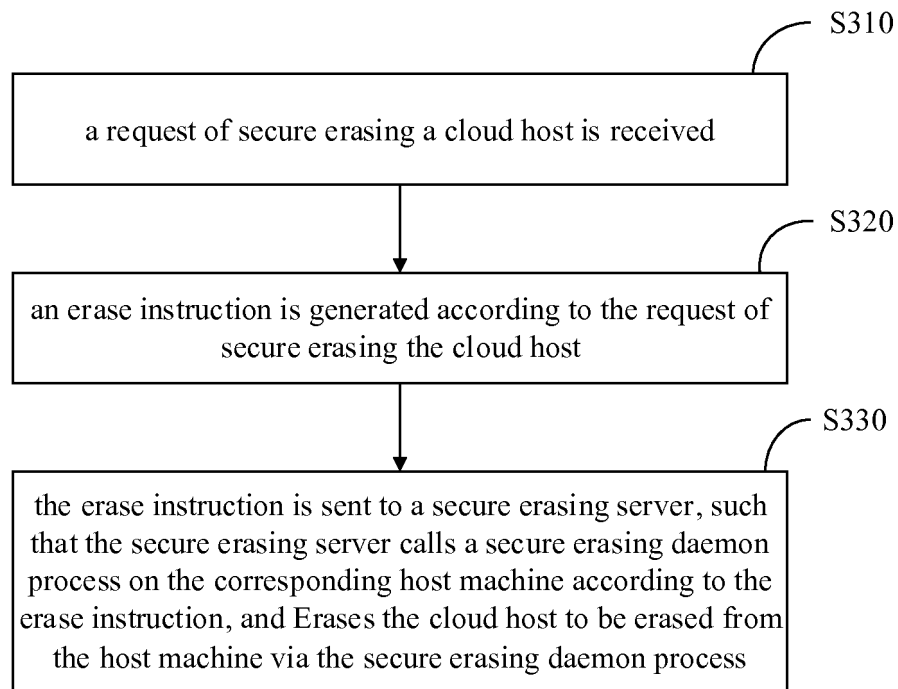 S310
a request of secure erasing a cloud host is received
S320
an erase instruction is generated according to the request of
secure erasing the cloud host
S330
the erase instruction is sent to a secure erasing server, such
that the secure erasing server calls a secure erasing daemon
process on the corresponding host machine according to the
erase instruction, and Erases the cloud host to be erased from
the host machine via the secure erasing daemon process